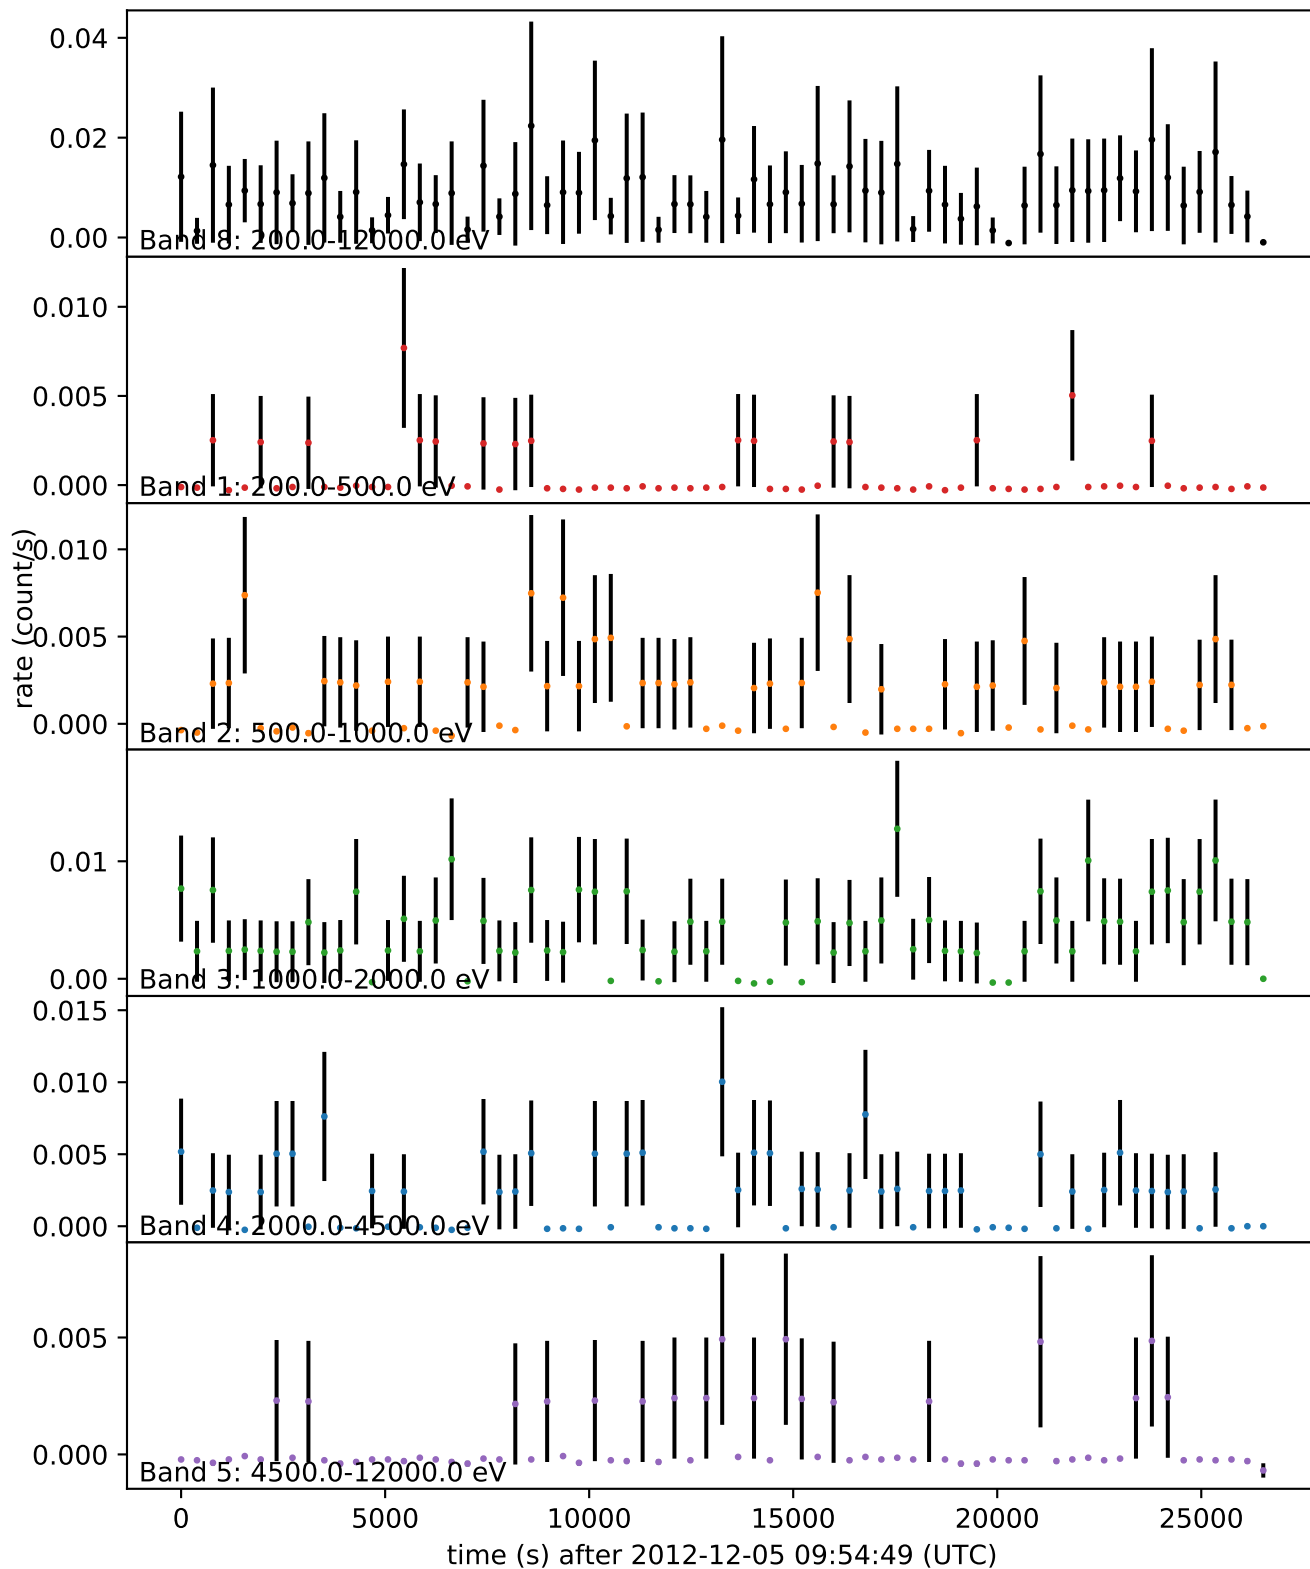 0.04
0.02
0.00
Band 8: 200.0-12000.0 eV
0.010
0.005
0.000
Band 1: 200.0-500.0 eV
rate (count/s)
0.010
0.005
0.000
Band 2: 500.0-1000.0 eV
0.01
0.00
Band 3: 1000.0-2000.0 eV
0.015
0.010
0.005
0.000
Band 4: 2000.0-4500.0 eV
0.005
0.000
Band 5: 4500.0-12000.0 eV
0 5000 10000 15000 20000 25000
time (s) after 2012-12-05 09:54:49 (UTC)